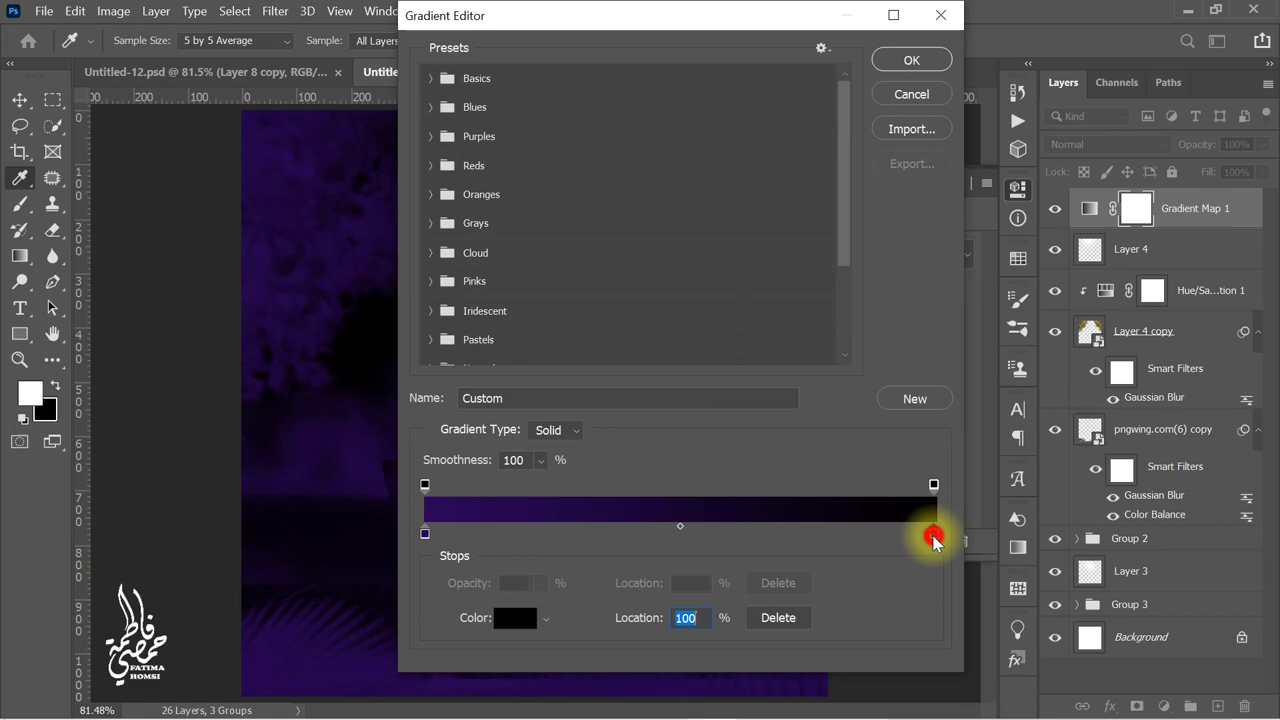 Ps File Edit Image Layer Type Select Filter 3D View Windo
Gradient Editor
Sample Size: 5 by 5 Average Sample: All Layers
Untitled-12.psd @ 81.5% (Layer 8 copy, RGB/... × Untitle
Presets
Basics
Blues
Purples
Reds
Oranges
Grays
Cloud
Pinks
Iridescent
Pastels
OK
Cancel
Import...
Export...
Name: Custom
New
Gradient Type: Solid
Smoothness: 100 %
Stops
Opacity: % Location: % Delete
Color: Location: 100 % Delete
Layers Channels Paths
Kind
Normal Opacity: 100%
Lock: Fill: 100%
Gradient Map 1
Layer 4
Hue/Sa...tion 1
Layer 4 copy
Smart Filters
Gaussian Blur
pngwing.com(6) copy
Smart Filters
Gaussian Blur
Color Balance
Group 2
Layer 3
Group 3
Background
فاطمة
حمصي
FATIMA
HOMSI
81.48% 26 Layers, 3 Groups